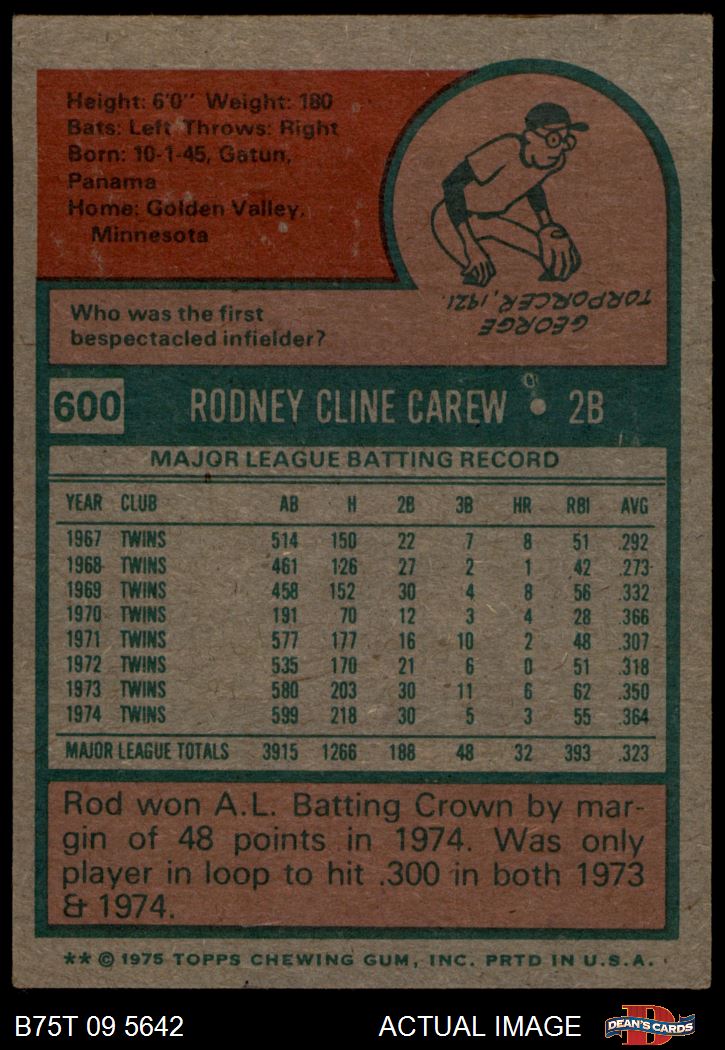 Height: 6'0" Weight: 180
Bats: Left Throws: Right
Born: 10-1-45, Gatun,
Panama
Home: Golden Valley,
Minnesota
Who was the first
bespectacled infielder?
GEORGE
TORPORCER, 1921.
600 RODNEY CLINE CAREW • 2B
MAJOR LEAGUE BATTING RECORD
YEAR CLUB AB H 2B 3B HR RBI AVG
1967 TWINS 514 150 22 7 8 51 .292
1968 TWINS 461 126 27 2 1 42 .273
1969 TWINS 458 152 30 4 8 56 .332
1970 TWINS 191 70 12 3 4 28 .366
1971 TWINS 577 177 16 10 2 48 .307
1972 TWINS 535 170 21 6 0 51 .318
1973 TWINS 580 203 30 11 6 62 .350
1974 TWINS 599 218 30 5 3 55 .364
MAJOR LEAGUE TOTALS 3915 1266 188 48 32 393 .323
Rod won A.L. Batting Crown by mar-
gin of 48 points in 1974. Was only
player in loop to hit .300 in both 1973
& 1974.
** © 1975 TOPPS CHEWING GUM, INC. PRTD IN U.S.A.
B75T 09 5642 ACTUAL IMAGE
D
DEAN'S CARDS